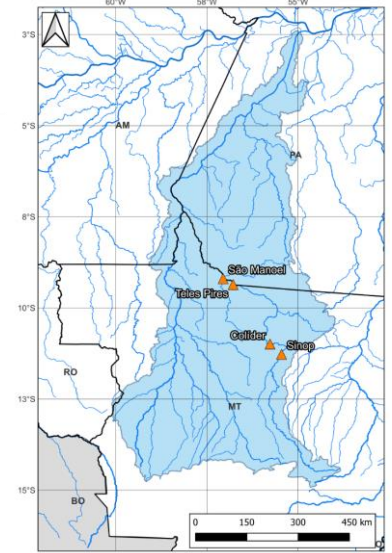 60°W 58°W 55°W
3°S
5°S
AM
PA
8°S
São Manoel
Teles Pires
10°S
Colíder
Sinop
RO
13°S
MT
15°S
BO
0 150 300 450 km